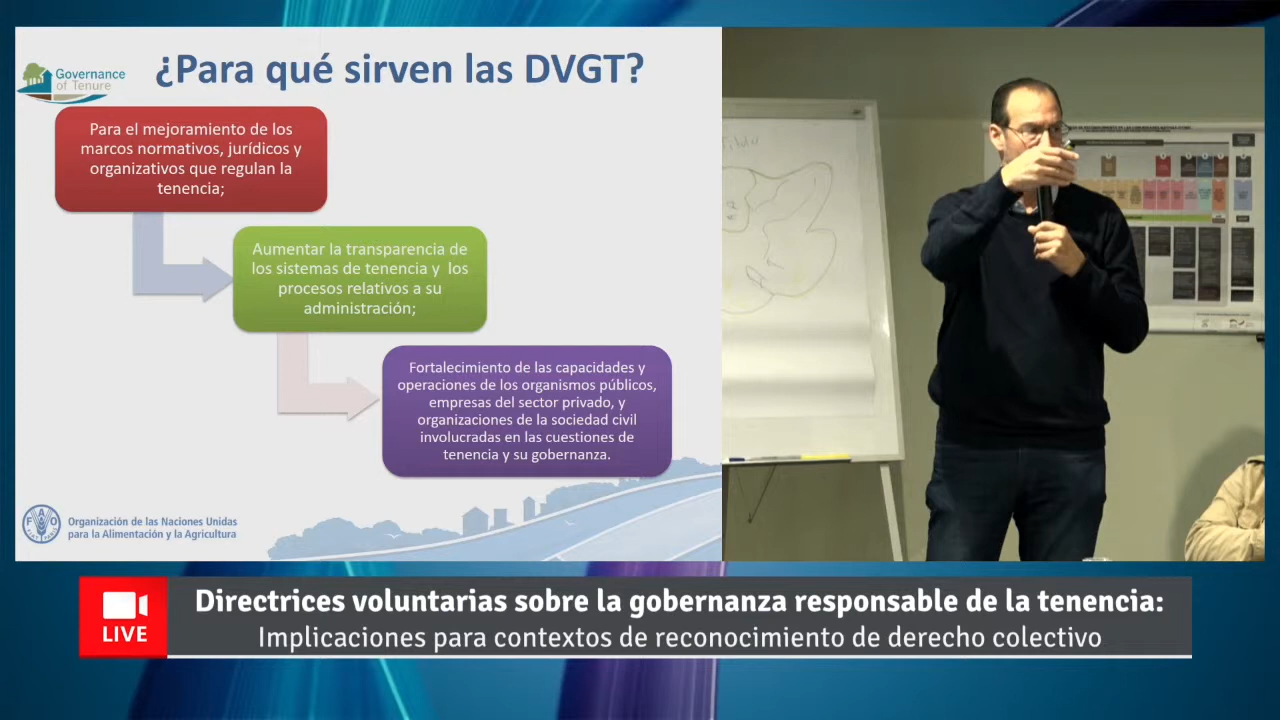 ¿Para qué sirven las DVGT?
Governance
of Tenure
Para el mejoramiento de los
marcos normativos, jurídicos y
organizativos que regulan la
tenencia;
Aumentar la transparencia de
los sistemas de tenencia y los
procesos relativos a su
administración;
Fortalecimiento de las capacidades y
operaciones de los organismos públicos,
empresas del sector privado, y
organizaciones de la sociedad civil
involucradas en las cuestiones de
tenencia y su gobernanza.
FAO
Organización de las Naciones Unidas
para la Alimentación y la Agricultura
LIVE
Directrices voluntarias sobre la gobernanza responsable de la tenencia:
Implicaciones para contextos de reconocimiento de derecho colectivo